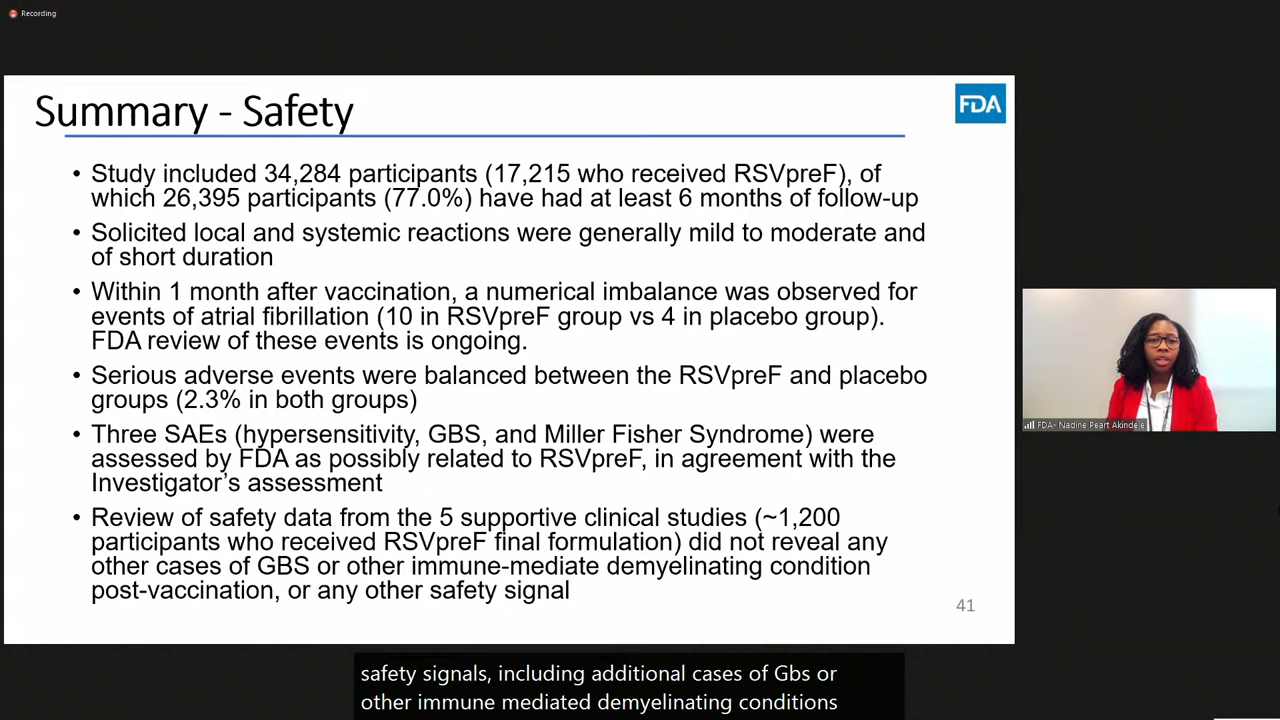 Recording
Summary - Safety
FDA
• Study included 34,284 participants (17,215 who received RSVpreF), of
which 26,395 participants (77.0%) have had at least 6 months of follow-up
• Solicited local and systemic reactions were generally mild to moderate and
of short duration
• Within 1 month after vaccination, a numerical imbalance was observed for
events of atrial fibrillation (10 in RSVpreF group vs 4 in placebo group).
FDA review of these events is ongoing.
• Serious adverse events were balanced between the RSVpreF and placebo
groups (2.3% in both groups)
• Three SAEs (hypersensitivity, GBS, and Miller Fisher Syndrome) were
assessed by FDA as possibly related to RSVpreF, in agreement with the
Investigator's assessment
• Review of safety data from the 5 supportive clinical studies (~1,200
participants who received RSVpreF final formulation) did not reveal any
other cases of GBS or other immune-mediate demyelinating condition
post-vaccination, or any other safety signal
41
FDA- Nadine Peart Akindele
safety signals, including additional cases of Gbs or
other immune mediated demyelinating conditions